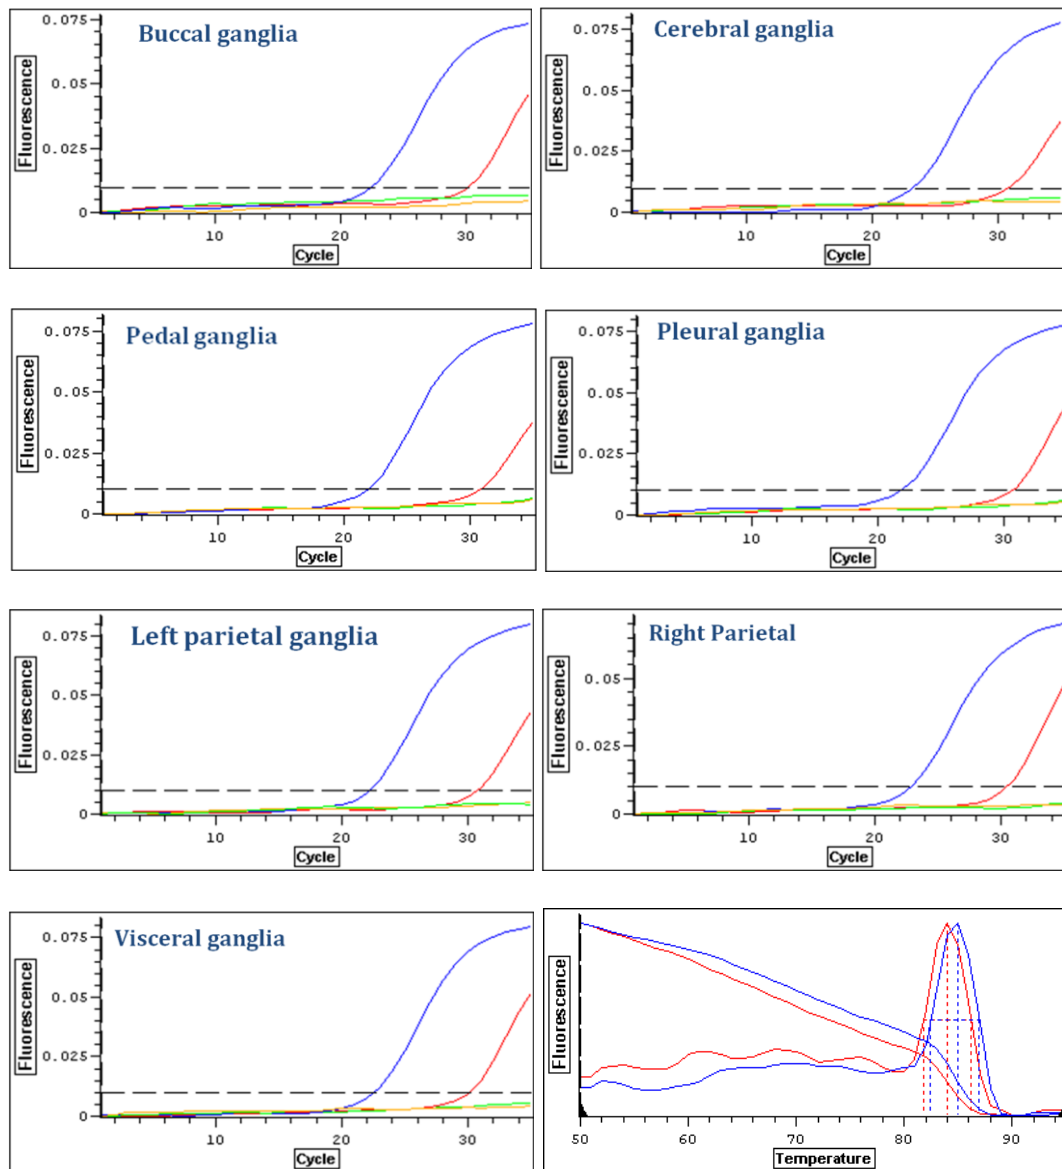 Buccal ganglia
Fluorescence
0.075
0.05
0.025
0
10 20 30
Cycle
Cerebral ganglia
Fluorescence
0.075
0.05
0.025
0
10 20 30
Cycle
Pedal ganglia
Fluorescence
0.075
0.05
0.025
0
10 20 30
Cycle
Pleural ganglia
Fluorescence
0.075
0.05
0.025
0
10 20 30
Cycle
Left parietal ganglia
Fluorescence
0.075
0.05
0.025
0
10 20 30
Cycle
Right Parietal
Fluorescence
0.05
0.025
0
10 20 30
Cycle
Visceral ganglia
Fluorescence
0.075
0.05
0.025
0
10 20 30
Cycle
Fluorescence
50 60 70 80 90
Temperature